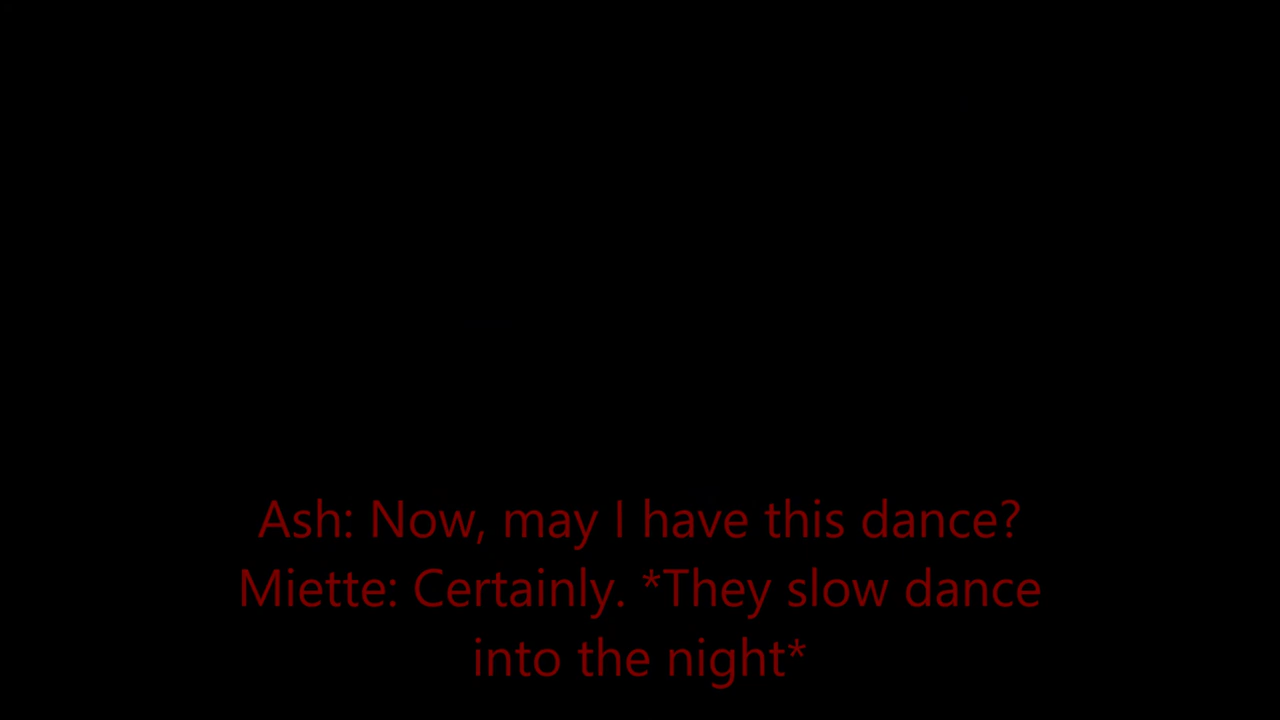 Ash: Now, may I have this dance?
Miette: Certainly. *They slow dance
into the night*